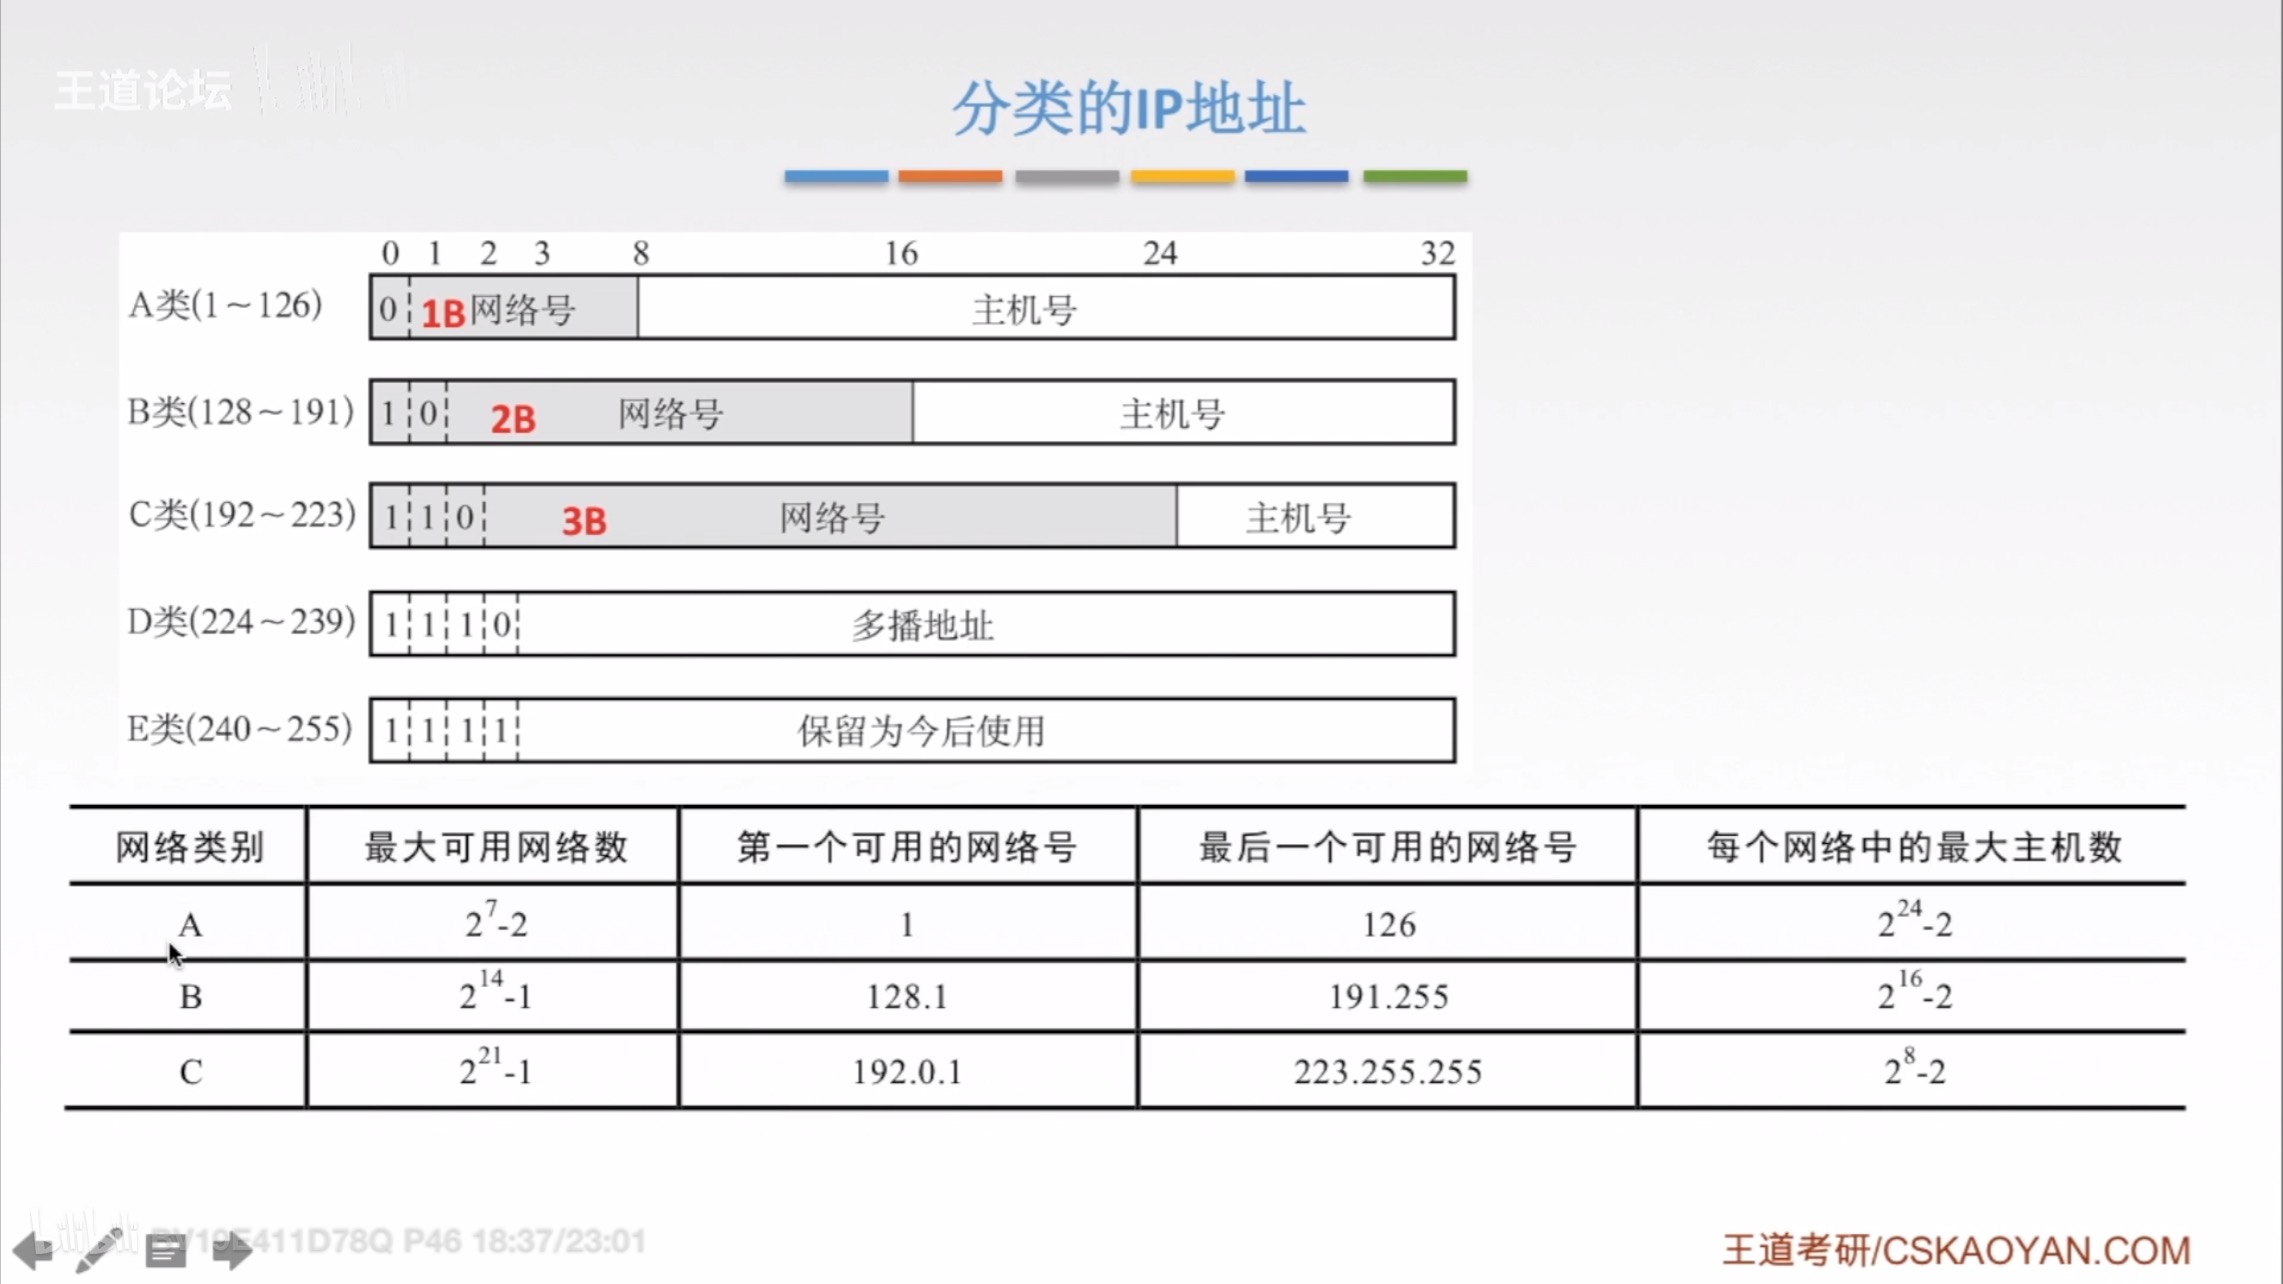 王道论坛
分类的IP地址
0 1 2 3 8 16 24 32
A类(1～126) 0 1B 网络号 主机号
B类(128～191) 1 0 2B 网络号 主机号
C类(192～223) 1 1 0 3B 网络号 主机号
D类(224～239) 1 1 1 0 多播地址
E类(240～255) 1 1 1 1 保留为今后使用
网络类别 最大可用网络数 第一个可用的网络号 最后一个可用的网络号 每个网络中的最大主机数
A 2^7-2 1 126 2^24-2
B 2^14-1 128.1 191.255 2^16-2
C 2^21-1 192.0.1 223.255.255 2^8-2
P46 18:37/23:01
王道考研/CSKAOYAN.COM